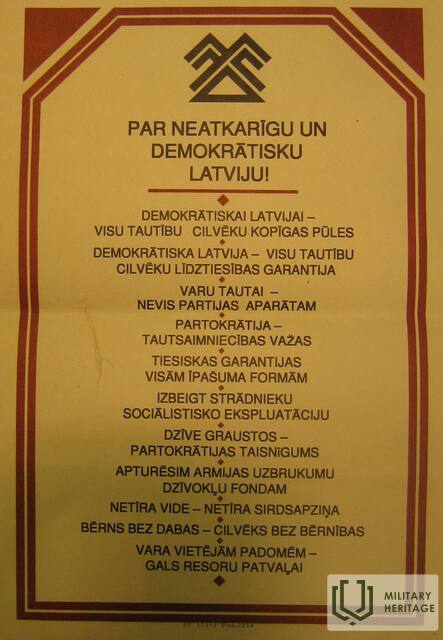 PAR NEATKARĪGU UN
DEMOKRĀTISKU
LATVIJU!
DEMOKRĀTISKAI LATVIJAI –
VISU TAUTĪBU CILVĒKU KOPĪGAS PŪLES
DEMOKRĀTISKA LATVIJA – VISU TAUTĪBU
CILVĒKU LĪDZTIESĪBAS GARANTIJA
VARU TAUTAI –
NEVIS PARTIJAS APARĀTAM
PARTOKRĀTIJA –
TAUTSAIMNIECĪBAS VAŽAS
TIESISKAS GARANTIJAS
VISĀM ĪPAŠUMA FORMĀM
IZBEIGT STRĀDNIEKU
SOCIĀLISTISKO EKSPLUATĀCIJU
DZĪVE GRAUSTOS –
PARTOKRĀTIJAS TAISNĪGUMS
APTURĒSIM ARMIJAS UZBRUKUMU
DZĪVOKĻU FONDAM
NETĪRA VIDE – NETĪRA SIRDSAPZIŅA
BĒRNS BEZ DABAS – CILVĒKS BEZ BĒRNĪBAS
VARA VIETĒJĀM PADOMĒM –
GALS RESORU PATVAĻAI
MILITARY
HERITAGE